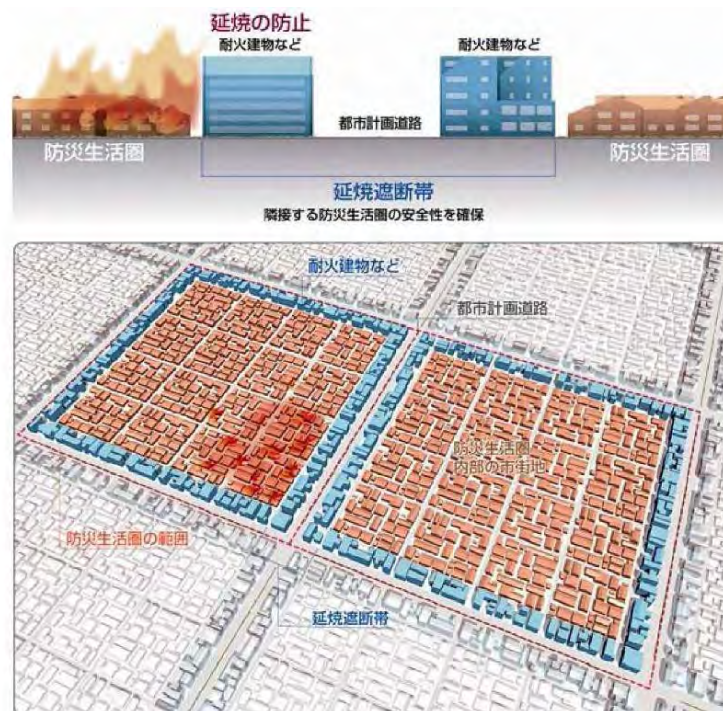 延焼の防止
耐火建物など
耐火建物など
都市計画道路
防災生活圏
防災生活圏
延焼遮断帯
隣接する防災生活圏の安全性を確保
耐火建物など
都市計画道路
防災生活圏
内部の市街地
防災生活圏の範囲
延焼遮断帯